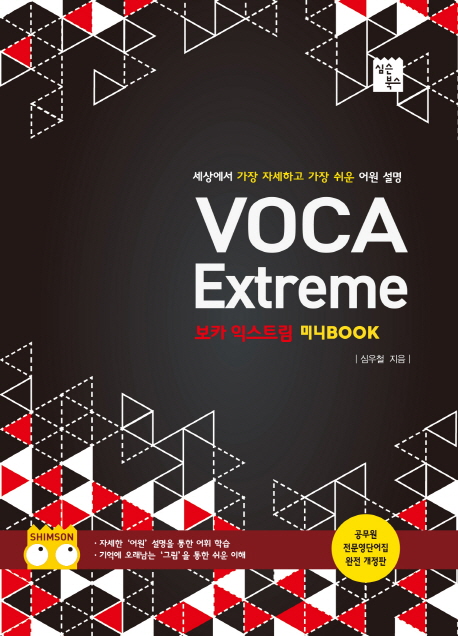 심슨
북스
세상에서 가장 자세하고 가장 쉬운 어원 설명
VOCA
Extreme
보카 익스트림 미니BOOK
| 심우철 지음 |
SHIMSON
· 자세한 '어원' 설명을 통한 어휘 학습
· 기억에 오래남는 '그림'을 통한 쉬운 이해
공무원
전문영단어집
완전 개정판